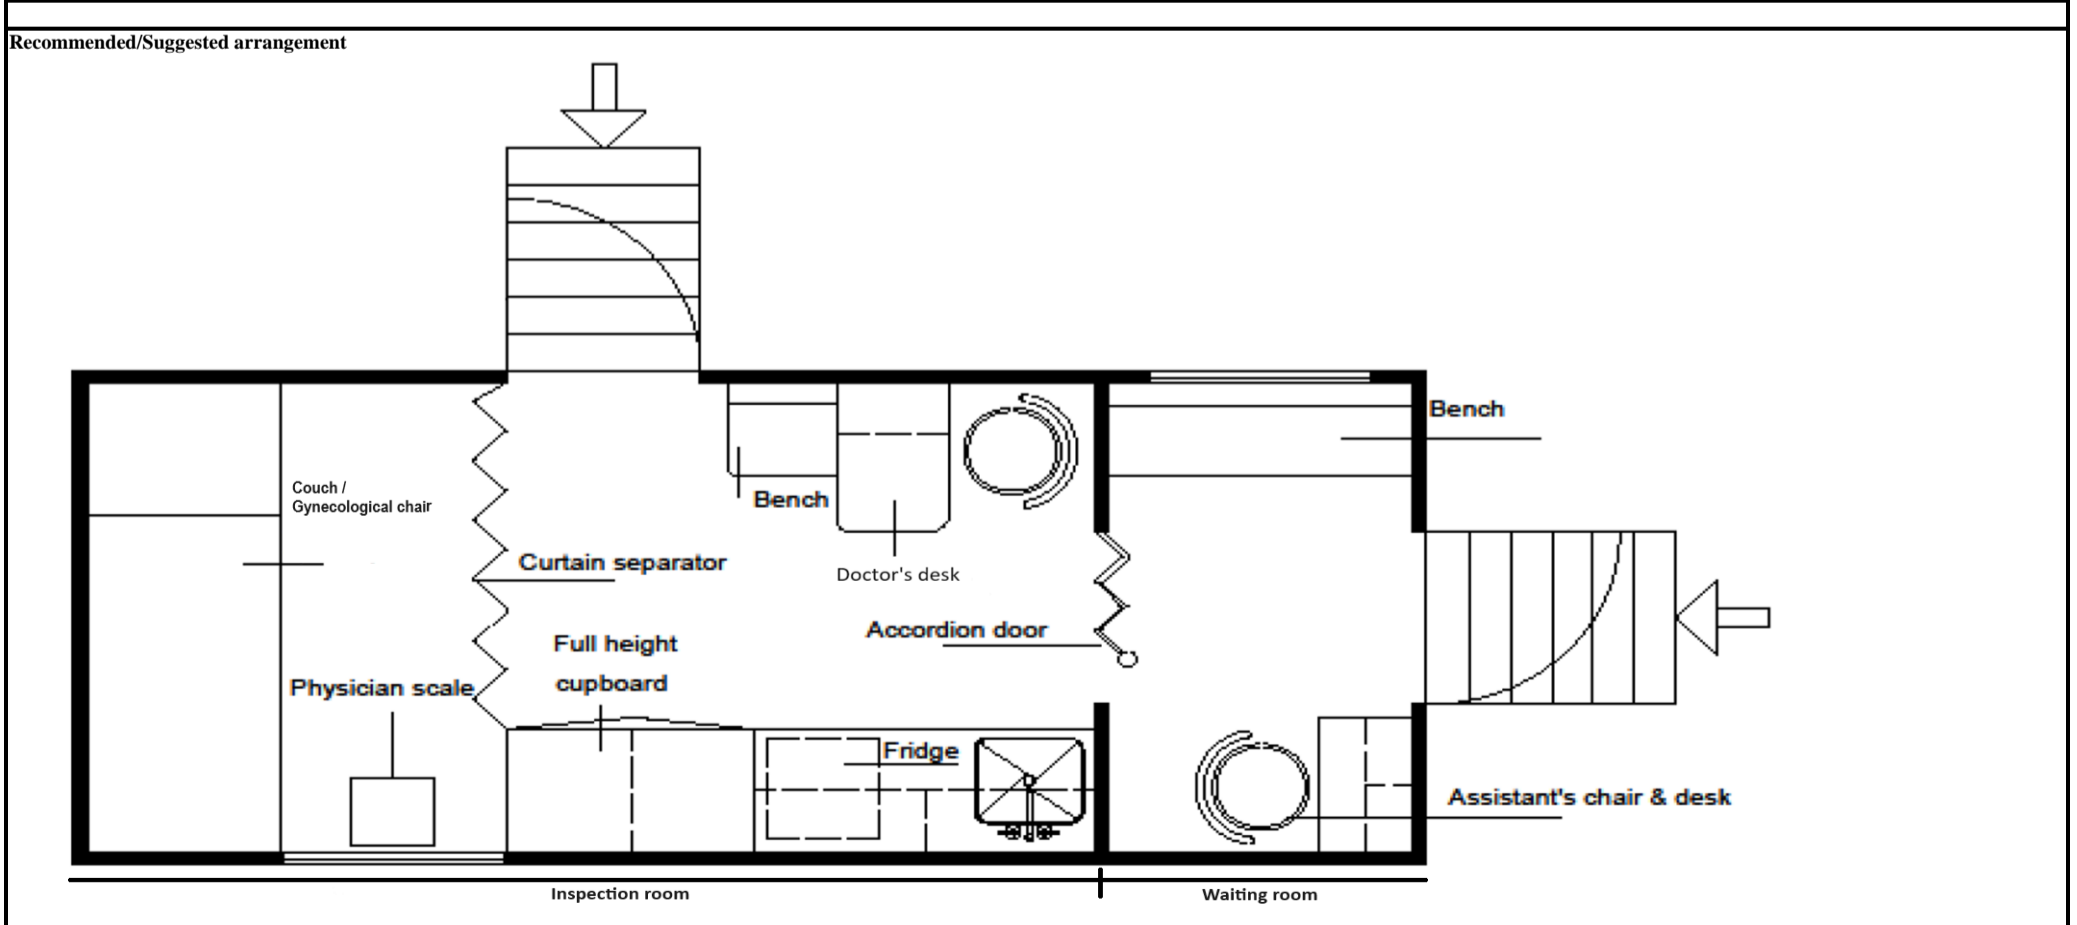 Recommended/Suggested arrangement
Bench
Couch /
Gynecological chair
Bench
Curtain separator
Doctor's desk
Accordion door
Full height
cupboard
Physician scale
Fridge
Assistant's chair & desk
Inspection room
Waiting room